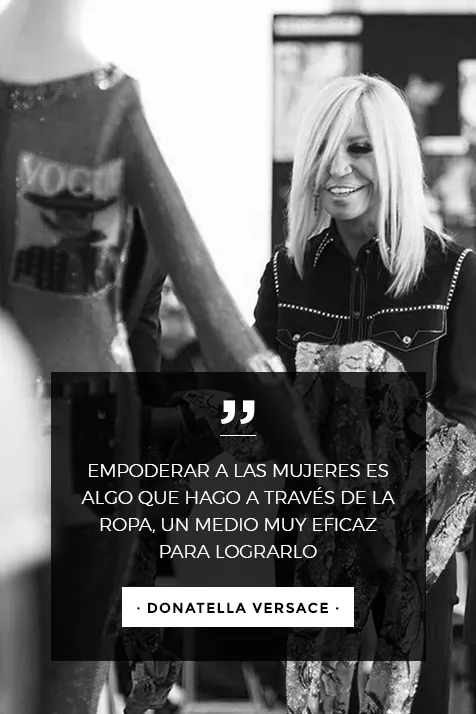 VOGUE
”
EMPODERAR A LAS MUJERES ES
ALGO QUE HAGO A TRAVÉS DE LA
ROPA, UN MEDIO MUY EFICAZ
PARA LOGRARLO
· DONATELLA VERSACE ·